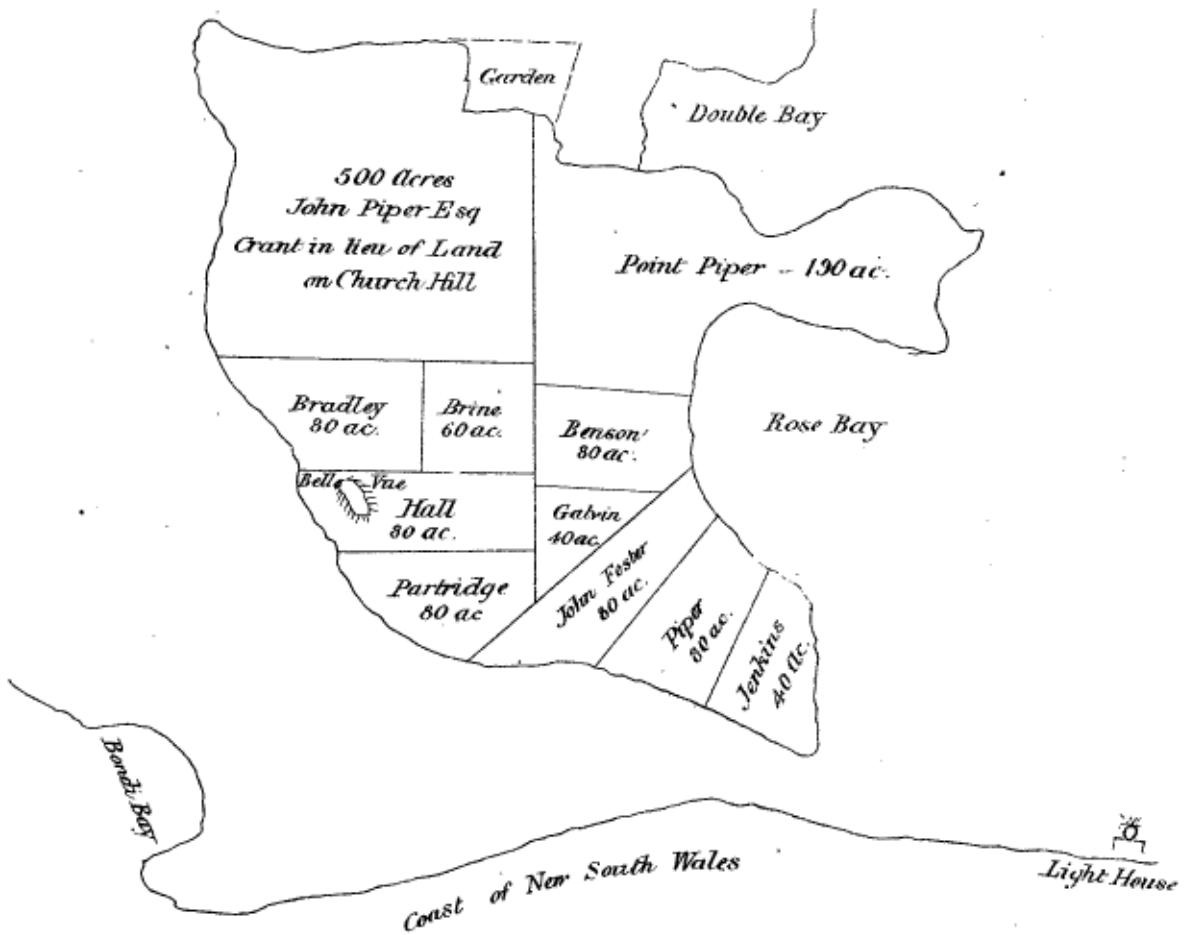 Garden
Double Bay
500 Acres
John Piper Esq
Grant in lieu of Land
on Church Hill
Point Piper - 190 ac.
Bradley
80 ac.
Brine
60 ac.
Benson
80 ac.
Rose Bay
Belle-Vue
Hall
80 ac.
Galvin
40 ac.
Partridge
80 ac
John Foster
80 ac.
Piper
80 ac.
Jenkins
40 Ac.
Bondi Bay
Coast of New South Wales
Light House